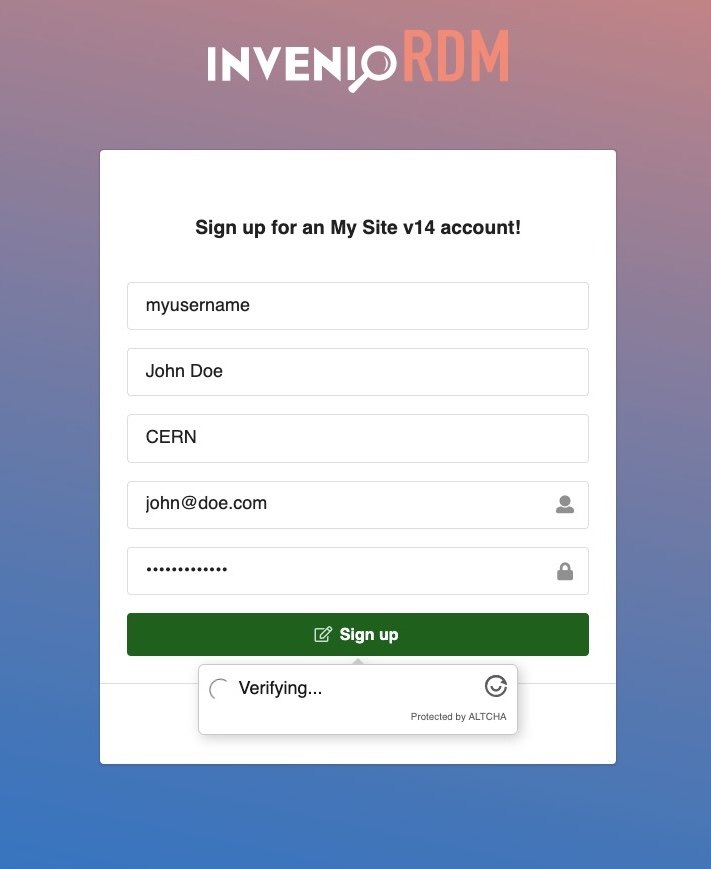 INVENIO RDM
Sign up for an My Site v14 account!
myusername
John Doe
CERN
john@doe.com
•••••••••••••
Sign up
Verifying...
Protected by ALTCHA